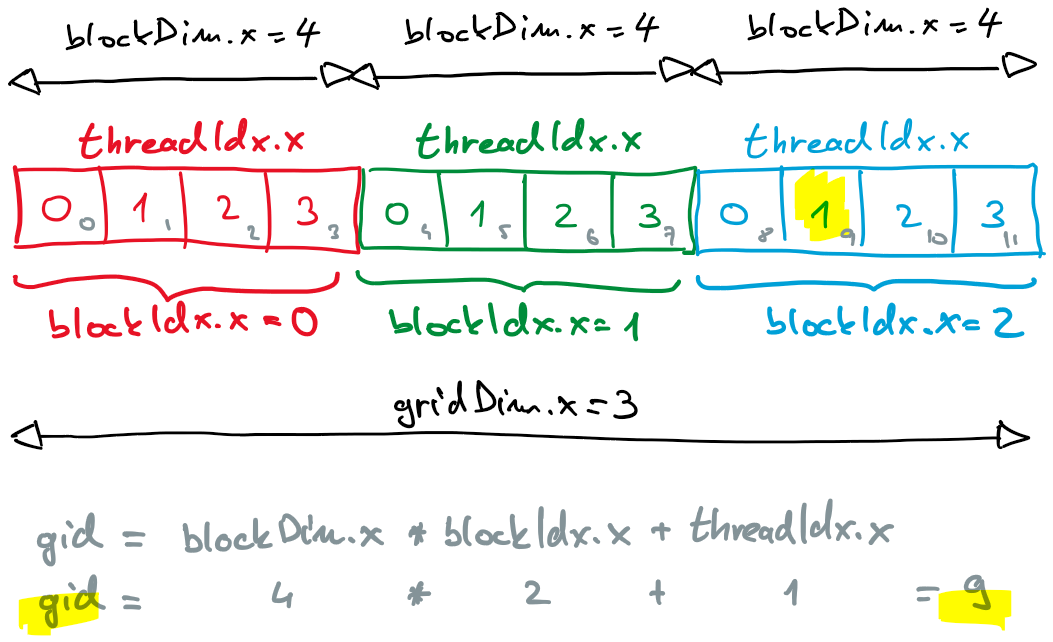 blockDim.x = 4 blockDim.x = 4 blockDim.x = 4
threadIdx.x threadIdx.x threadIdx.x
0 0 1 1 2 2 3 3 0 4 1 5 2 6 3 7 0 8 1 9 2 10 3 11
blockIdx.x = 0 blockIdx.x = 1 blockIdx.x = 2
gridDim.x = 3
gid = blockDim.x * blockIdx.x + threadIdx.x
gid = 4 * 2 + 1 = 9